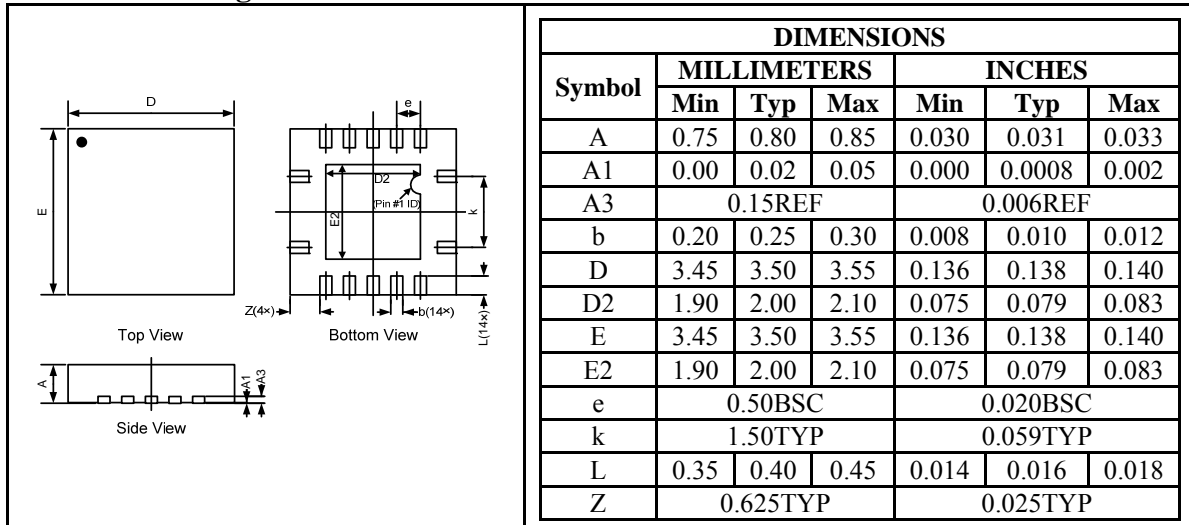 D
e
E
D2
(Pin #1 ID)
E2
k
Z(4×)
b(14×)
L(14×)
Top View
Bottom View
A
A1
A3
Side View
DIMENSIONS
Symbol MILLIMETERS INCHES
Min Typ Max Min Typ Max
A 0.75 0.80 0.85 0.030 0.031 0.033
A1 0.00 0.02 0.05 0.000 0.0008 0.002
A3 0.15REF 0.006REF
b 0.20 0.25 0.30 0.008 0.010 0.012
D 3.45 3.50 3.55 0.136 0.138 0.140
D2 1.90 2.00 2.10 0.075 0.079 0.083
E 3.45 3.50 3.55 0.136 0.138 0.140
E2 1.90 2.00 2.10 0.075 0.079 0.083
e 0.50BSC 0.020BSC
k 1.50TYP 0.059TYP
L 0.35 0.40 0.45 0.014 0.016 0.018
Z 0.625TYP 0.025TYP